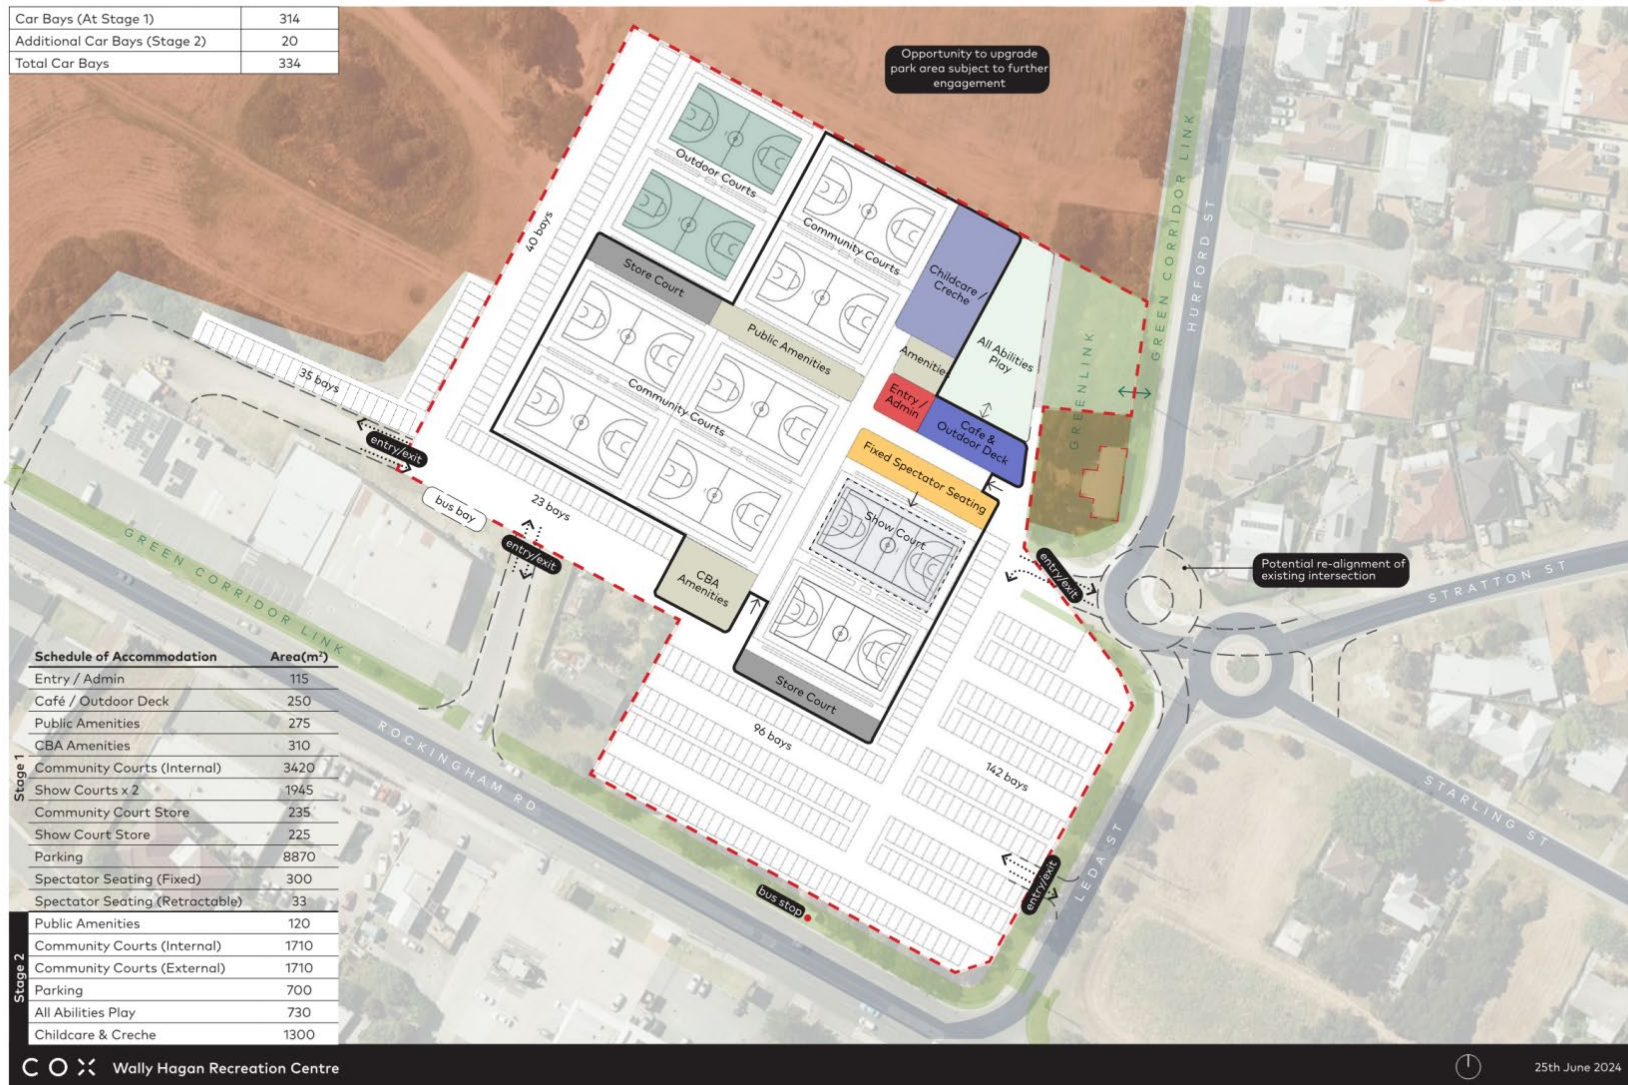 Car Bays (At Stage 1) 314
Additional Car Bays (Stage 2) 20
Total Car Bays 334
Opportunity to upgrade
park area subject to further
engagement
GREEN CORRIDOR LINK
HURFORD ST
Outdoor Courts
40 bays
Community Courts
Store Court
Childcare /
Creche
Public Amenities
Amenities
All Abilities
Play
GREENLINK
35 bays
Community Courts
Entry /
Admin
Cafe &
Outdoor Deck
entry/exit
Fixed Spectator Seating
bus bay
23 bays
Show Court
entry/exit
CBA
Amenities
entry/exit
Potential re-alignment of
existing intersection
STRATTON ST
GREEN CORRIDOR LINK
Store Court
96 bays
142 bays
ROCKINGHAM RD
STARLING ST
LEDA ST
entry/exit
bus stop
Schedule of Accommodation Area(m²)
Stage 1
Entry / Admin 115
Café / Outdoor Deck 250
Public Amenities 275
CBA Amenities 310
Community Courts (Internal) 3420
Show Courts x 2 1945
Community Court Store 235
Show Court Store 225
Parking 8870
Spectator Seating (Fixed) 300
Spectator Seating (Retractable) 33
Stage 2
Public Amenities 120
Community Courts (Internal) 1710
Community Courts (External) 1710
Parking 700
All Abilities Play 730
Childcare & Creche 1300
COX Wally Hagan Recreation Centre
25th June 2024